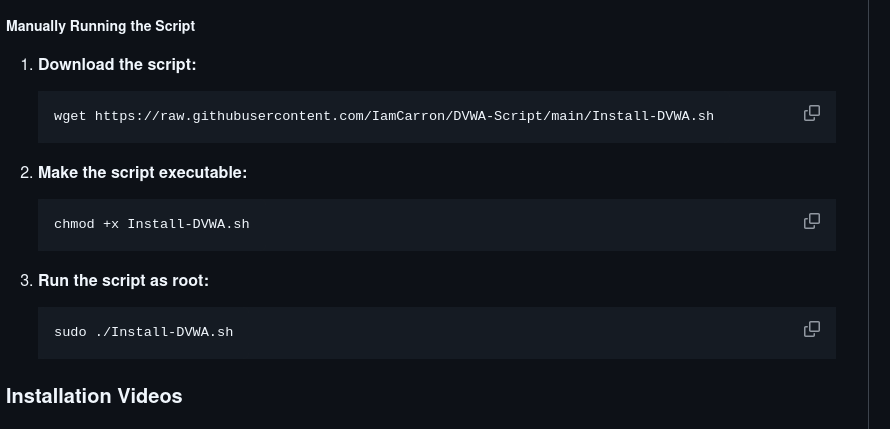 Manually Running the Script
1. Download the script:
wget https://raw.githubusercontent.com/IamCarron/DVWA-Script/main/Install-DVWA.sh
2. Make the script executable:
chmod +x Install-DVWA.sh
3. Run the script as root:
sudo ./Install-DVWA.sh
Installation Videos